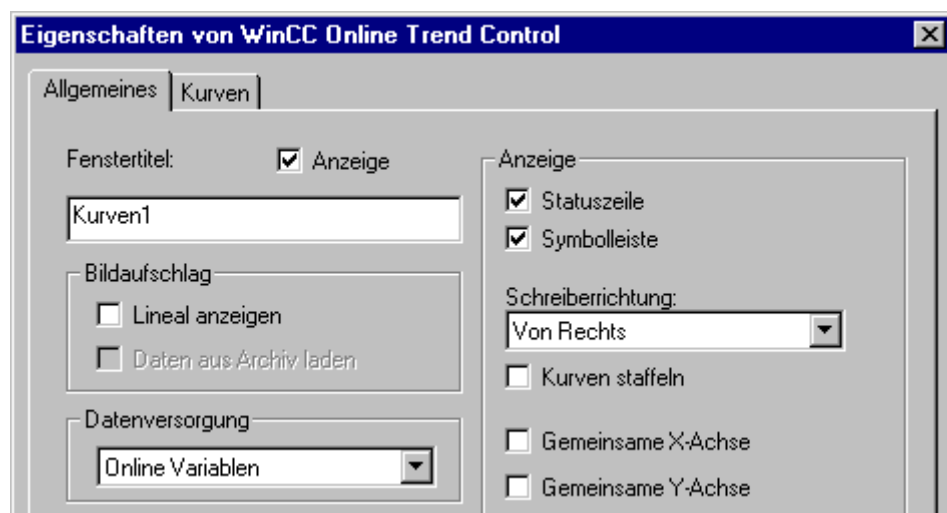 Eigenschaften von WinCC Online Trend Control
Allgemeines
Kurven
Fenstertitel:
Anzeige
Kurven1
Bildaufschlag
Lineal anzeigen
Daten aus Archiv laden
Datenversorgung
Online Variablen
Anzeige
Statuszeile
Symbolleiste
Schreiberrichtung:
Von Rechts
Kurven staffeln
Gemeinsame X-Achse
Gemeinsame Y-Achse